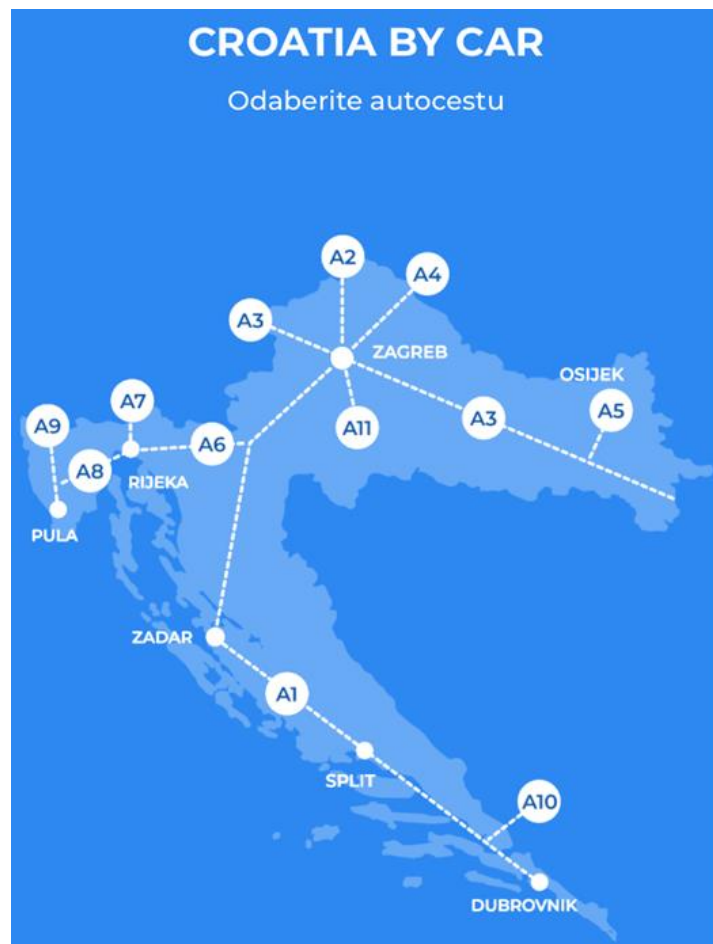 CROATIA BY CAR
Odaberite autocestu
A2
A4
A3
ZAGREB
OSIJEK
A7
A5
A9
A3
A11
A6
A8
RIJEKA
PULA
ZADAR
A1
SPLIT
A10
DUBROVNIK